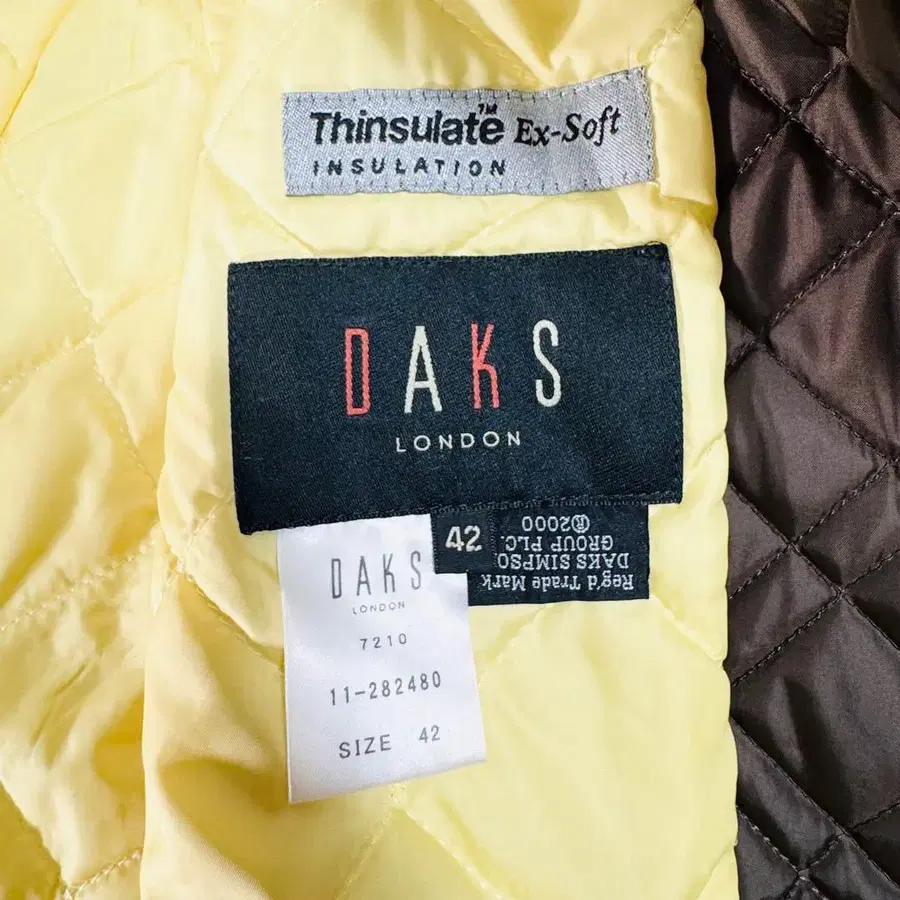 Thinsulate™ Ex-Soft
INSULATION
DAKS
LONDON
42
Reg'd Trade Mark
DAKS SIMPSO
GROUP PLC.
®2000
DAKS
LONDON
7210
11-282480
SIZE 42